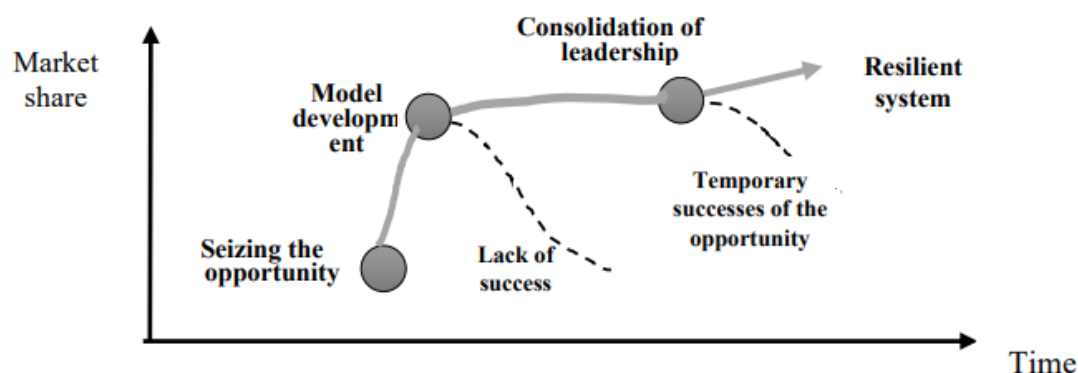 Market
share
Consolidation of
leadership
Resilient
system
Model
developm
ent
Temporary
successes of the
opportunity
Seizing the
opportunity
Lack of
success
Time